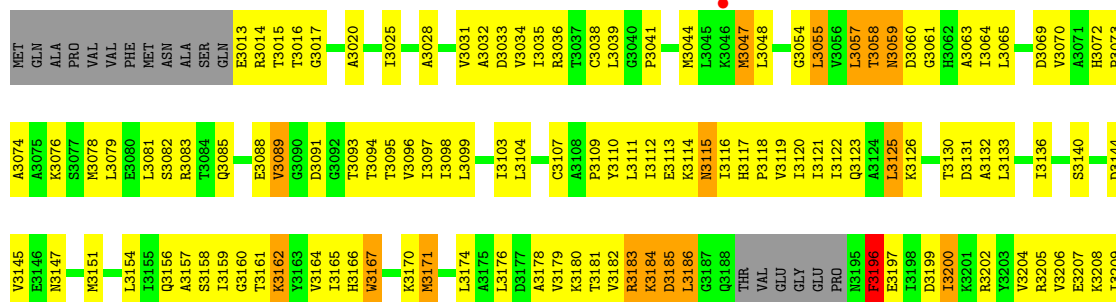 MET GLN ALA PRO VAL VAL PHE MET ASN ALA SER GLN E3013 R3014 T3015 T3016 G3017 A3020 I3025 A3028 V3031 A3032 D3033 V3034 I3035 R3036 T3037 C3038 L3039 G3040 P3041 M3044 L3045 K3046 M3047 L3048 G3054 L3055 V3056 L3057 T3058 N3059 D3060 G3061 H3062 A3063 I3064 L3065 D3069 V3070 A3071 H3072 P3073
A3074 A3075 K3076 S3077 M3078 L3079 E3080 L3081 S3082 R3083 T3084 Q3085 E3088 V3089 G3090 D3091 G3092 T3093 T3094 T3095 V3096 I3097 I3098 L3099 I3103 L3104 C3107 A3108 P3109 Y3110 L3111 I3112 E3113 K3114 N3115 I3116 H3117 P3118 V3119 I3120 I3121 I3122 Q3123 A3124 L3125 K3126 T3130 D3131 A3132 L3133 I3136 S3140 D3144
V3145 E3146 N3147 M3151 L3154 I3155 Q3156 A3157 S3158 I3159 G3160 T3161 K3162 Y3163 V3164 I3165 H3166 W3167 K3170 M3171 L3174 A3175 L3176 D3177 A3178 V3179 K3180 T3181 V3182 R3183 K3184 D3185 L3186 G3187 Q3188 THR VAL GLU GLY GLU PRO N3195 F3196 E3197 I3198 D3199 I3200 K3201 R3202 Y3203 V3204 R3205 V3206 E3207 K3208